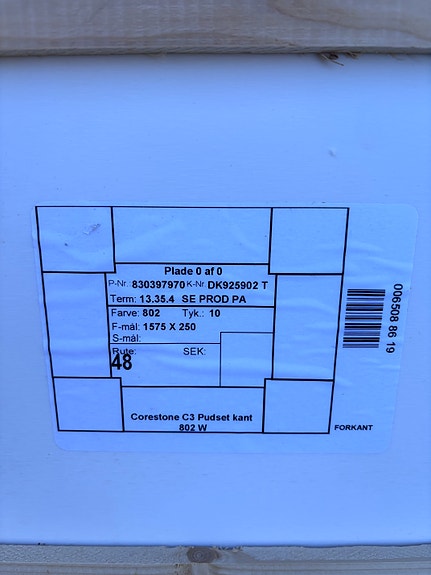 Plade 0 af 0
P-Nr. 830397970 K-Nr. DK925902 T
Term: 13.35.4 SE PROD PA
Farve: 802 Tyk.: 10
F-mål: 1575 X 250
S-mål:
Rute: SEK:
48
Corestone C3 Pudset kant
802 W
FORKANT
006508 86 19